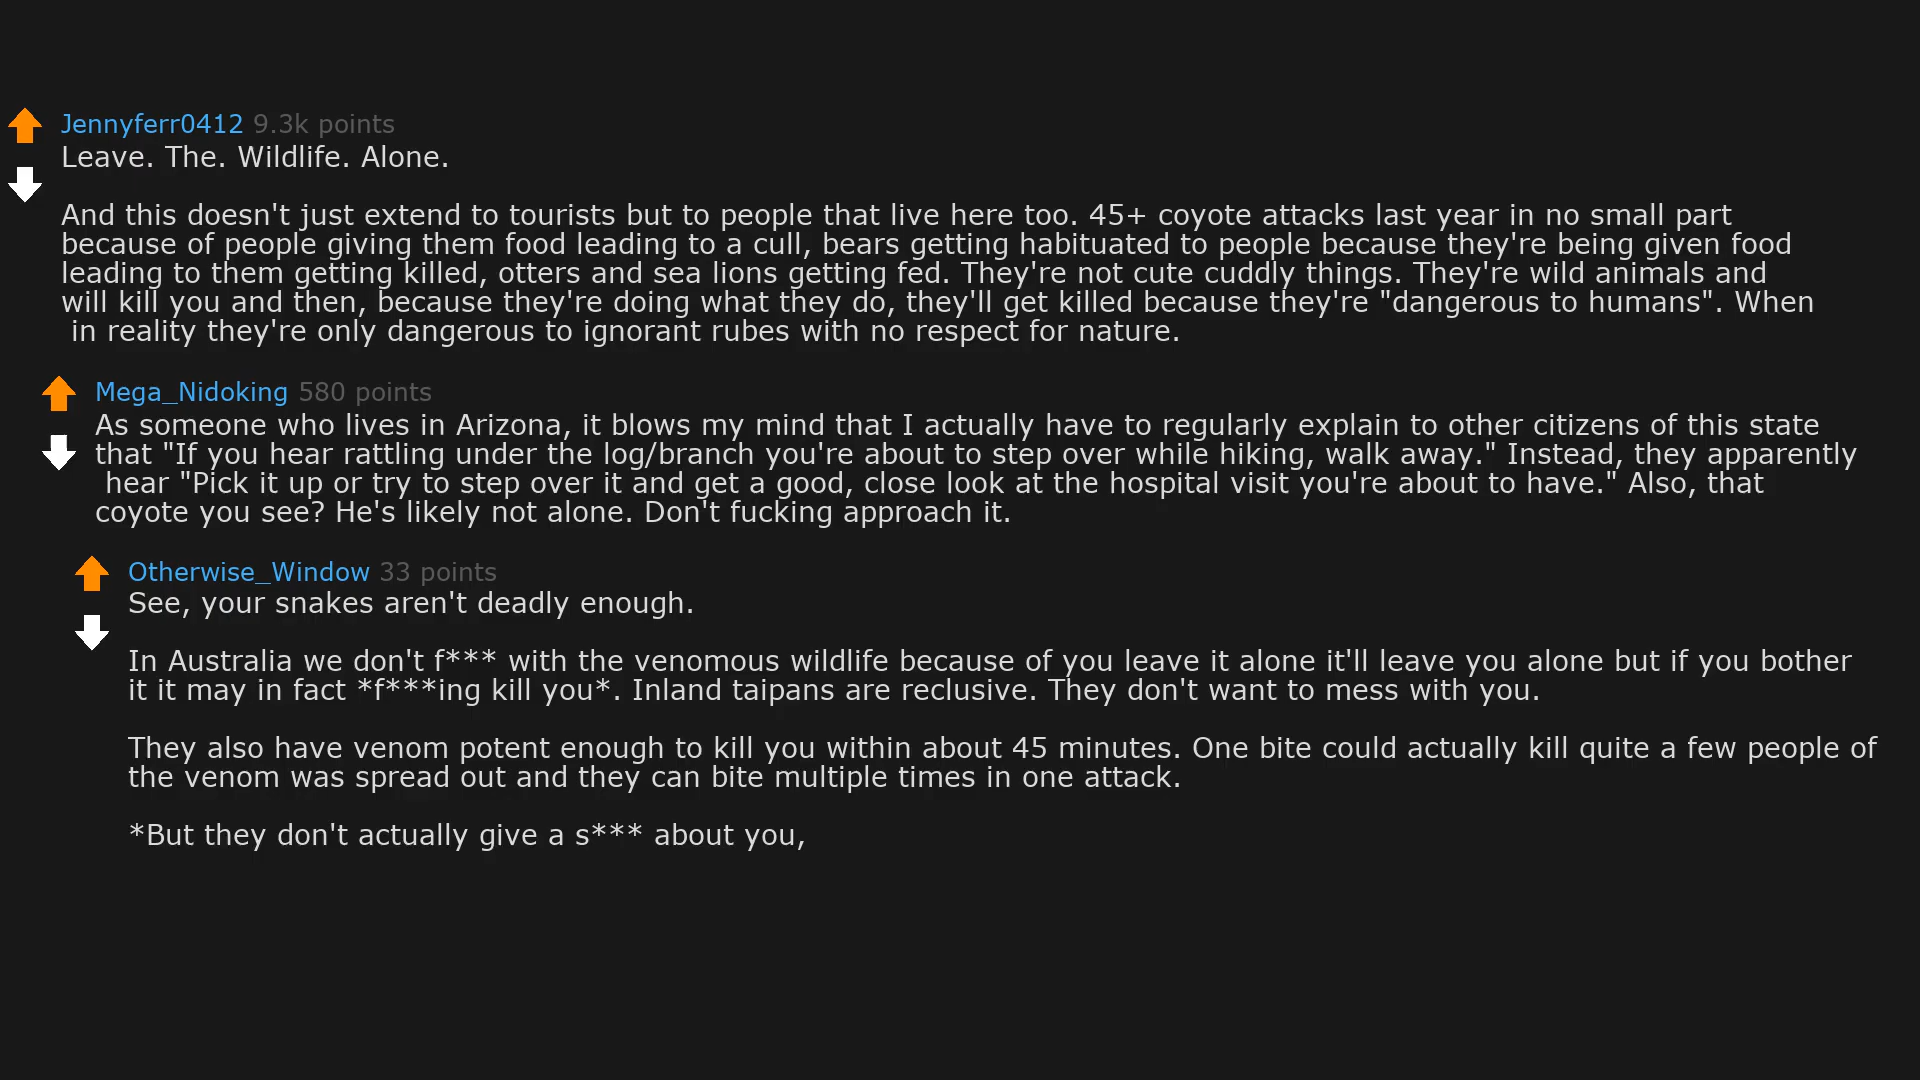 Jennyferr0412 9.3k points
Leave. The. Wildlife. Alone.
And this doesn't just extend to tourists but to people that live here too. 45+ coyote attacks last year in no small part
because of people giving them food leading to a cull, bears getting habituated to people because they're being given food
leading to them getting killed, otters and sea lions getting fed. They're not cute cuddly things. They're wild animals and
will kill you and then, because they're doing what they do, they'll get killed because they're "dangerous to humans". When
in reality they're only dangerous to ignorant rubes with no respect for nature.
Mega_Nidoking 580 points
As someone who lives in Arizona, it blows my mind that I actually have to regularly explain to other citizens of this state
that "If you hear rattling under the log/branch you're about to step over while hiking, walk away." Instead, they apparently
hear "Pick it up or try to step over it and get a good, close look at the hospital visit you're about to have." Also, that
coyote you see? He's likely not alone. Don't fucking approach it.
Otherwise_Window 33 points
See, your snakes aren't deadly enough.
In Australia we don't f*** with the venomous wildlife because of you leave it alone it'll leave you alone but if you bother
it it may in fact *f***ing kill you*. Inland taipans are reclusive. They don't want to mess with you.
They also have venom potent enough to kill you within about 45 minutes. One bite could actually kill quite a few people of
the venom was spread out and they can bite multiple times in one attack.
*But they don't actually give a s*** about you,